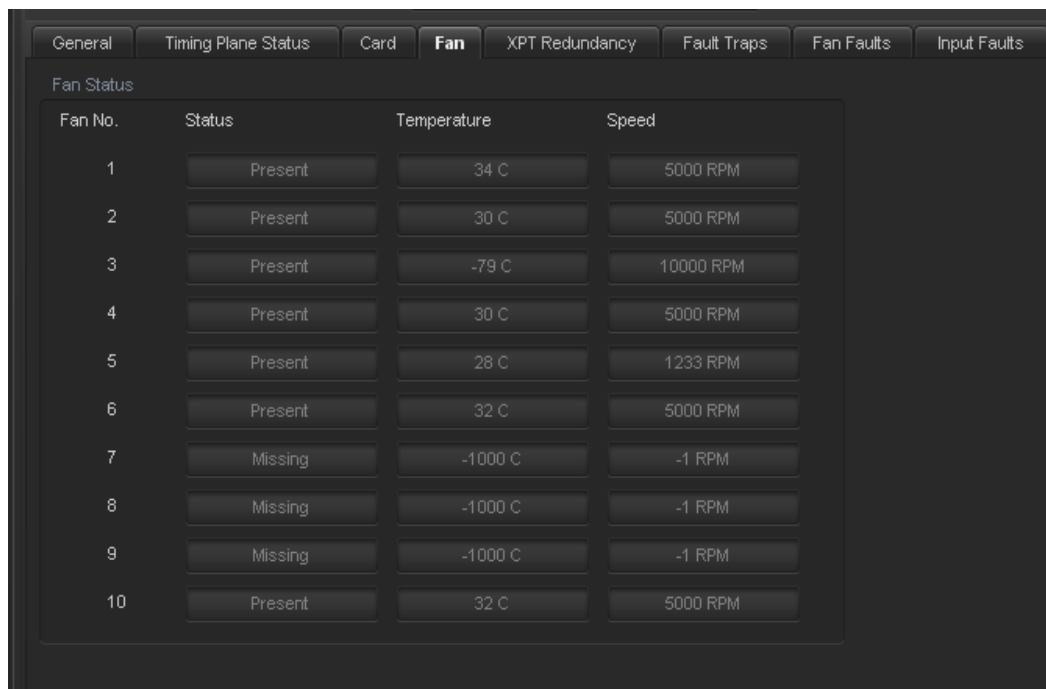 General Timing Plane Status Card Fan XPT Redundancy Fault Traps Fan Faults Input Faults
Fan Status
Fan No. Status Temperature Speed
1 Present 34 C 5000 RPM
2 Present 30 C 5000 RPM
3 Present -79 C 10000 RPM
4 Present 30 C 5000 RPM
5 Present 28 C 1233 RPM
6 Present 32 C 5000 RPM
7 Missing -1000 C -1 RPM
8 Missing -1000 C -1 RPM
9 Missing -1000 C -1 RPM
10 Present 32 C 5000 RPM